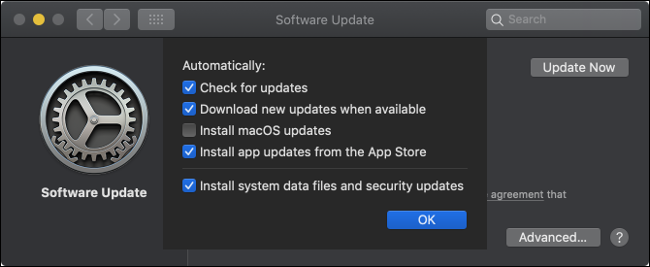 Software Update
Search
Automatically:
Check for updates
Download new updates when available
Install macOS updates
Install app updates from the App Store
Install system data files and security updates
OK
Software Update
Update Now
agreement that
Advanced...
?